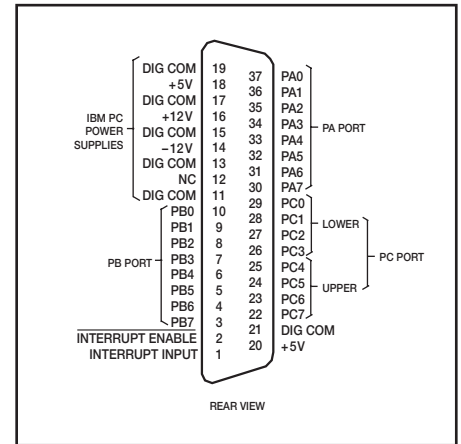 DIG COM 19
+5V 18
DIG COM 17
+12V 16
DIG COM 15
−12V 14
DIG COM 13
NC 12
DIG COM 11
PB0 10
PB1 9
PB2 8
PB3 7
PB4 6
PB5 5
PB6 4
PB7 3
INTERRUPT ENABLE 2
INTERRUPT INPUT 1
IBM PC
POWER
SUPPLIES
PB PORT
37 PA0
36 PA1
35 PA2
34 PA3
33 PA4
32 PA5
31 PA6
30 PA7
29 PC0
28 PC1
27 PC2
26 PC3
25 PC4
24 PC5
23 PC6
22 PC7
21 DIG COM
20 +5V
PA PORT
LOWER
UPPER
PC PORT
REAR VIEW